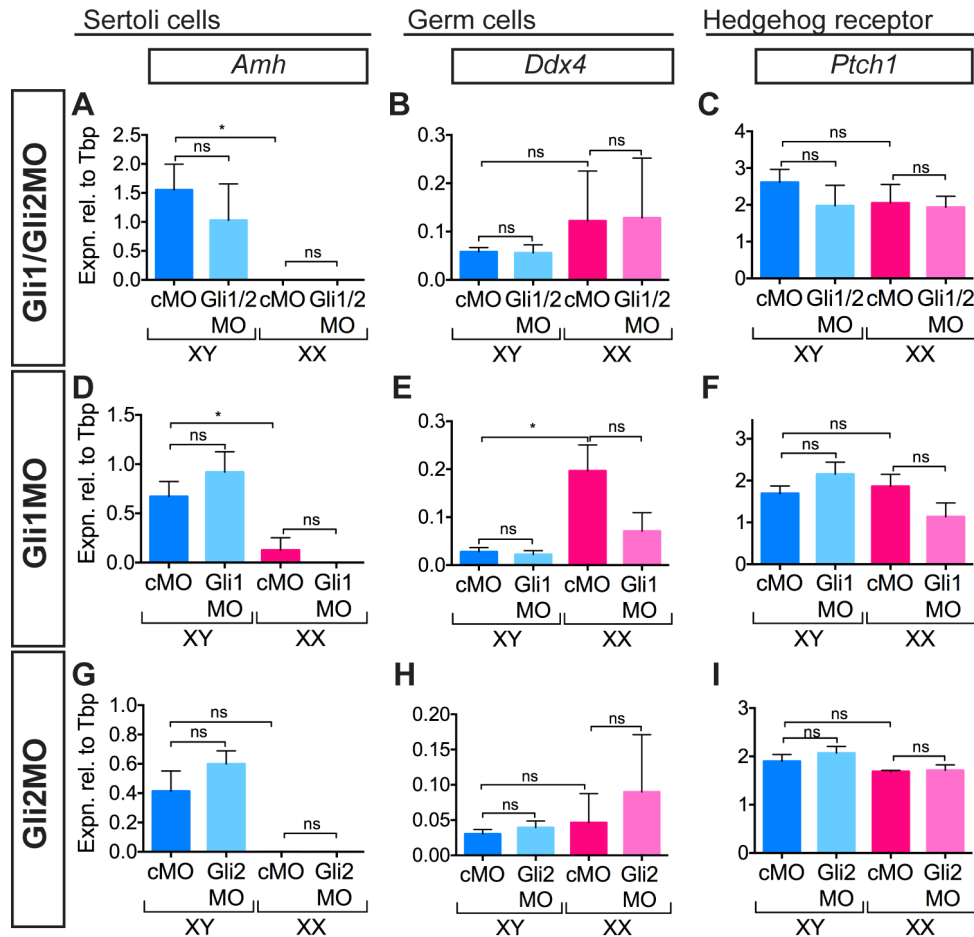 Sertoli cells
Germ cells
Hedgehog receptor
Amh
Ddx4
Ptch1
Gli1/Gli2MO
A
Expn. rel. to Tbp
2.5
2.0
1.5
1.0
0.5
0.0
*
ns
ns
cMO Gli1/2 cMO Gli1/2
MO MO
XY XX
B
0.3
0.2
0.1
0.0
ns
ns
ns
cMO Gli1/2 cMO Gli1/2
MO MO
XY XX
C
4
3
2
1
0
ns
ns
ns
cMO Gli1/2 cMO Gli1/2
MO MO
XY XX
Gli1MO
D
Expn. rel. to Tbp
1.5
1.0
0.5
0.0
*
ns
ns
cMO Gli1 cMO Gli1
MO MO
XY XX
E
0.3
0.2
0.1
0.0
*
ns
ns
cMO Gli1 cMO Gli1
MO MO
XY XX
F
3
2
1
0
ns
ns
ns
cMO Gli1 cMO Gli1
MO MO
XY XX
Gli2MO
G
Expn. rel. to Tbp
1.0
0.8
0.6
0.4
0.2
0.0
ns
ns
ns
cMO Gli2 cMO Gli2
MO MO
XY XX
H
0.20
0.15
0.10
0.05
0.00
ns
ns
ns
cMO Gli2 cMO Gli2
MO MO
XY XX
I
2
1
0
ns
ns
ns
cMO Gli2 cMO Gli2
MO MO
XY XX